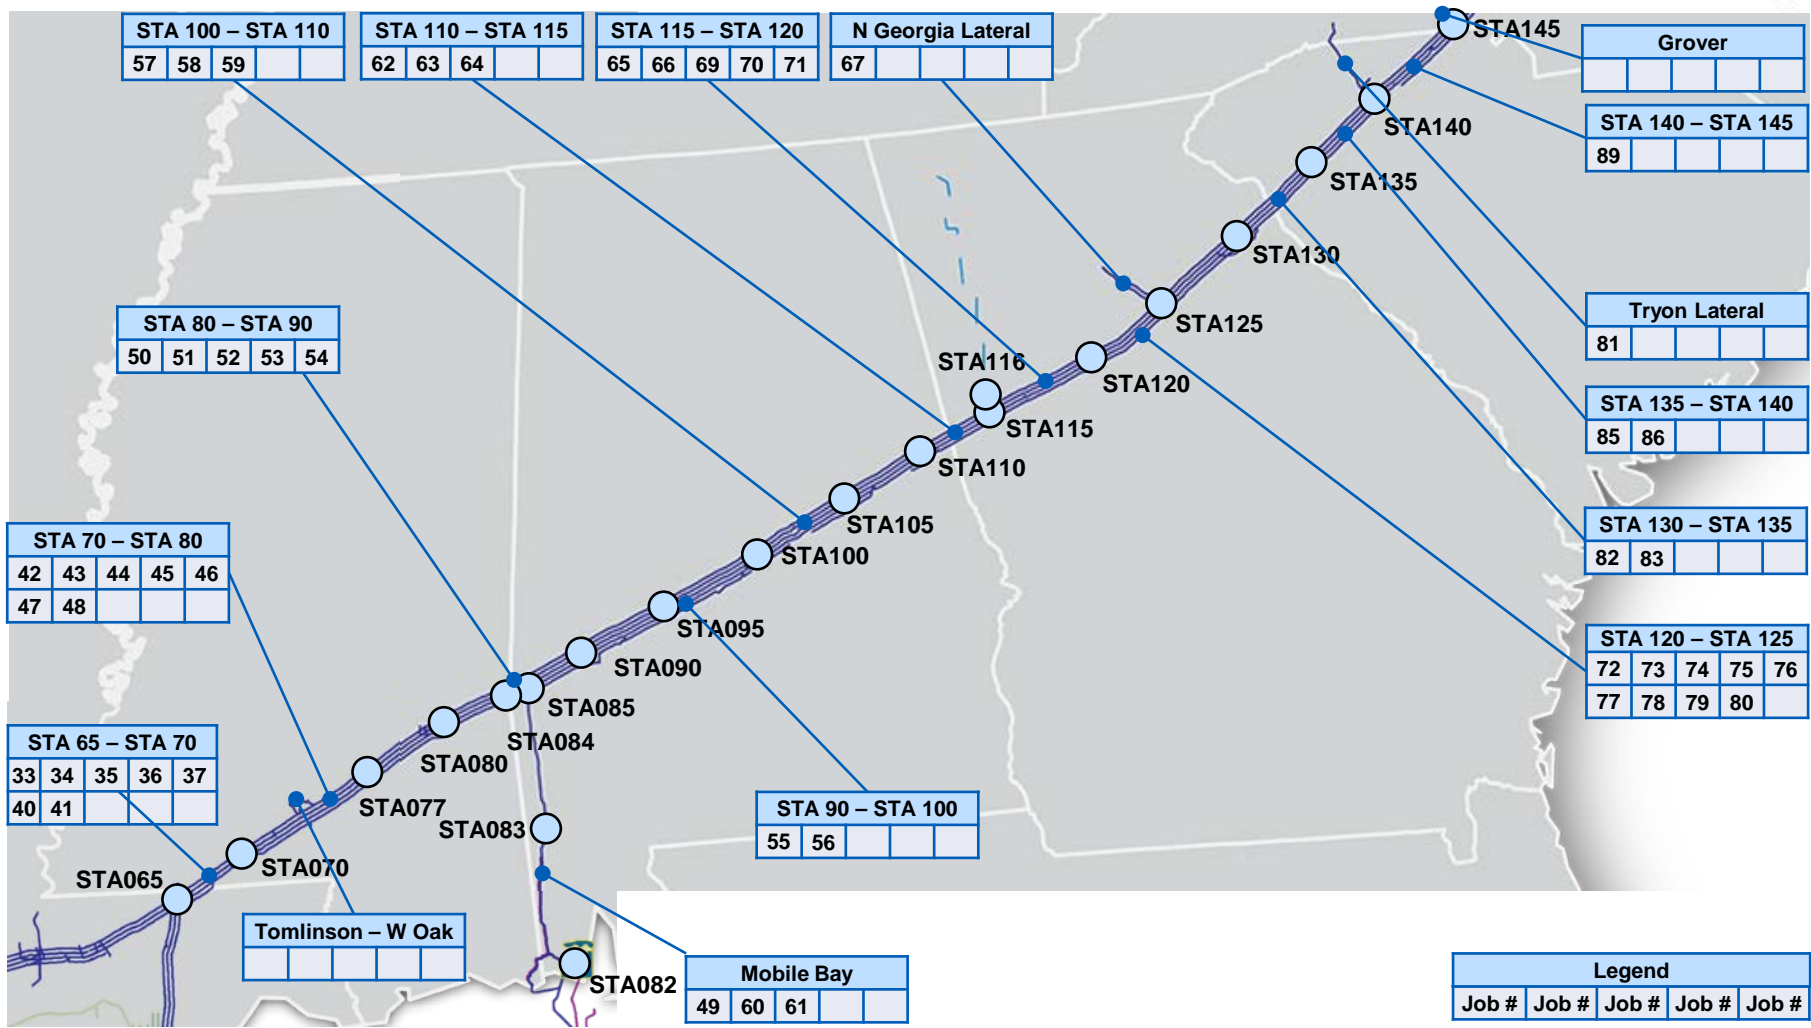 STA 100 – STA 110
57 58 59
STA 110 – STA 115
62 63 64
STA 115 – STA 120
65 66 69 70 71
N Georgia Lateral
67
STA145
Grover
STA 140 – STA 145
89
STA140
STA135
STA130
STA125
Tryon Lateral
81
STA 80 – STA 90
50 51 52 53 54
STA116
STA120
STA115
STA 135 – STA 140
85 86
STA110
STA105
STA100
STA 130 – STA 135
82 83
STA 70 – STA 80
42 43 44 45 46
47 48
STA095
STA090
STA 120 – STA 125
72 73 74 75 76
77 78 79 80
STA085
STA084
STA080
STA 65 – STA 70
33 34 35 36 37
40 41
STA077
STA083
STA 90 – STA 100
55 56
STA070
STA065
Tomlinson – W Oak
STA082
Mobile Bay
49 60 61
Legend
Job # Job # Job # Job # Job #